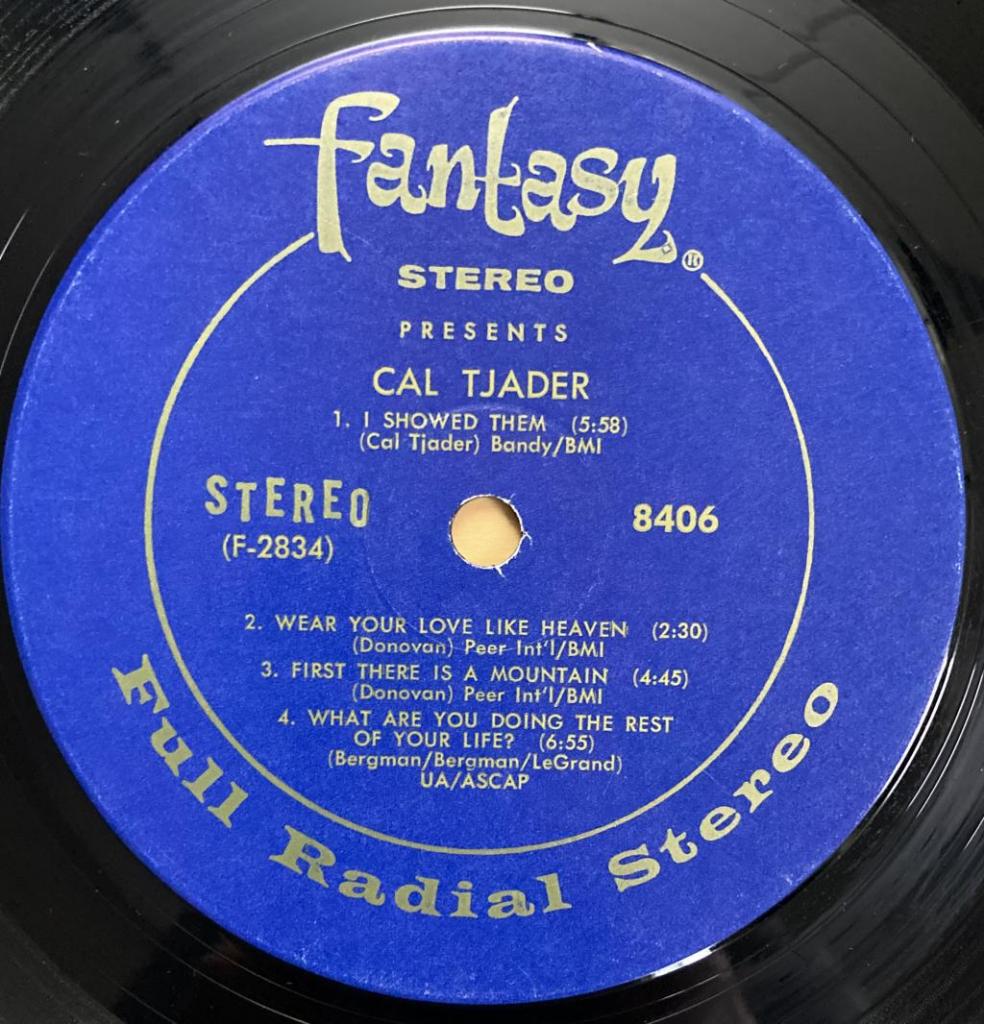 fantasy®
STEREO
PRESENTS
CAL TJADER
1. I SHOWED THEM (5:58)
(Cal Tjader) Bandy/BMI
STEREO
(F-2834)
8406
2. WEAR YOUR LOVE LIKE HEAVEN (2:30)
(Donovan) Peer Int'l/BMI
3. FIRST THERE IS A MOUNTAIN (4:45)
(Donovan) Peer Int'l/BMI
4. WHAT ARE YOU DOING THE REST
OF YOUR LIFE? (6:55)
(Bergman/Bergman/LeGrand)
UA/ASCAP
Full Radial Stereo